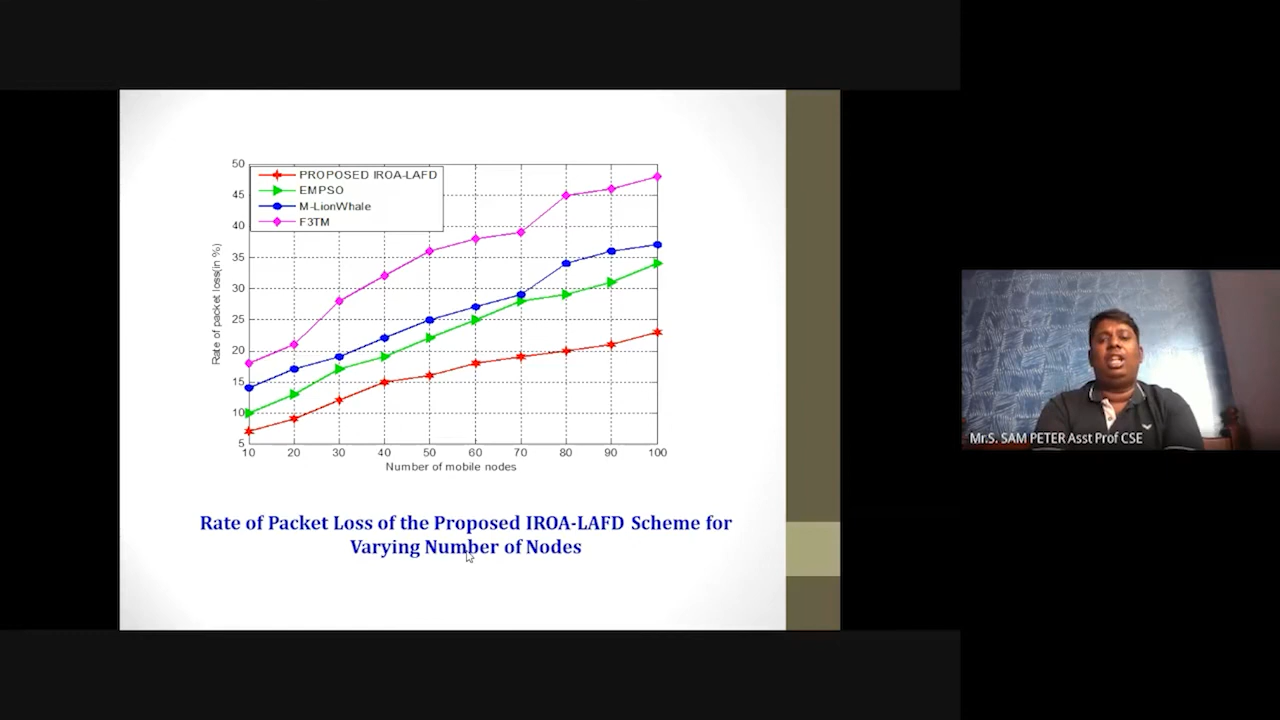 50
45
40
35
30
25
20
15
10
5
10 20 30 40 50 60 70 80 90 100
PROPOSED IROA-LAFD
EMPSO
M-LionWhale
F3TM
Rate of packet loss(in %)
Number of mobile nodes
Rate of Packet Loss of the Proposed IROA-LAFD Scheme for
Varying Number of Nodes
Mr.S. SAM PETER Asst Prof CSE